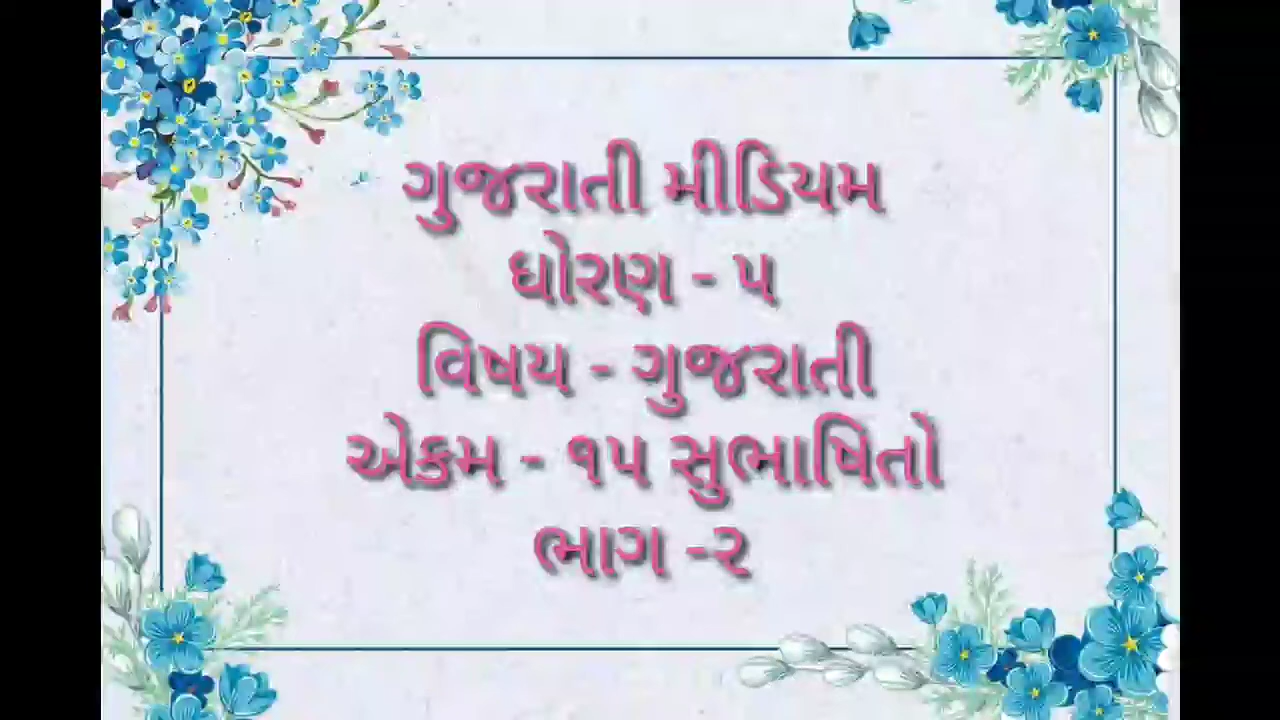 ગુજરાતી મીડિયમ
ધોરણ - ૫
વિષય - ગુજરાતી
એકમ - ૧૫ સુભાષિતો
ભાગ -૨